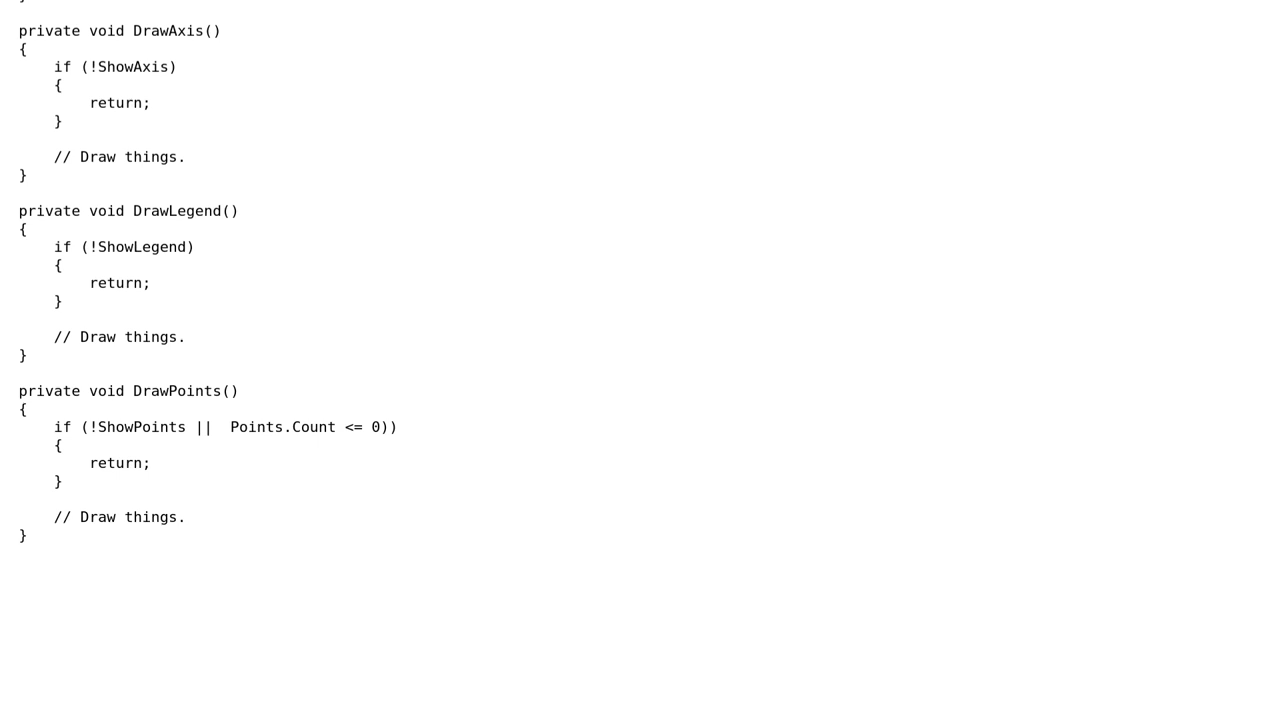 }
private void DrawAxis()
{
    if (!ShowAxis)
    {
        return;
    }

    // Draw things.
}

private void DrawLegend()
{
    if (!ShowLegend)
    {
        return;
    }

    // Draw things.
}

private void DrawPoints()
{
    if (!ShowPoints ||  Points.Count <= 0))
    {
        return;
    }

    // Draw things.
}